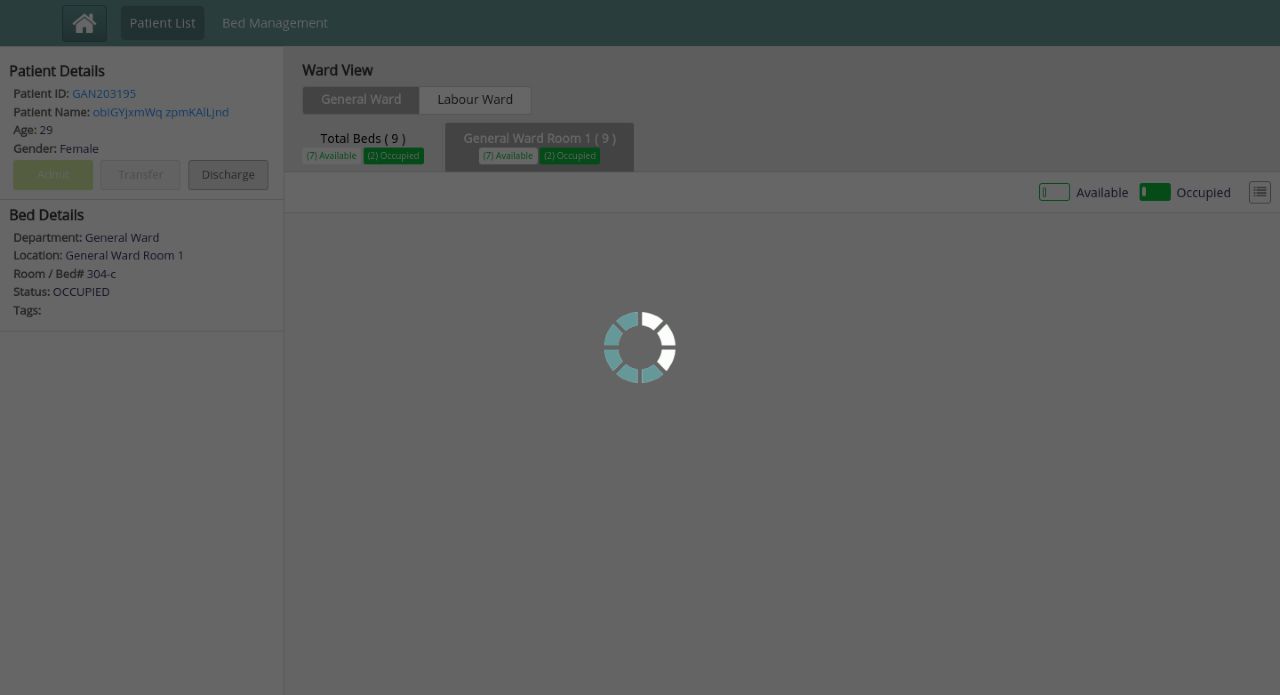 Patient List Bed Management
Patient Details
Patient ID: GAN203195
Patient Name: obiGYjxmWq zpmKAlLjnd
Age: 29
Gender: Female
Admit Transfer Discharge
Bed Details
Department: General Ward
Location: General Ward Room 1
Room / Bed# 304-c
Status: OCCUPIED
Tags:
Ward View
General Ward Labour Ward
Total Beds ( 9 ) General Ward Room 1 ( 9 )
(7) Available (2) Occupied (7) Available (2) Occupied
Available Occupied